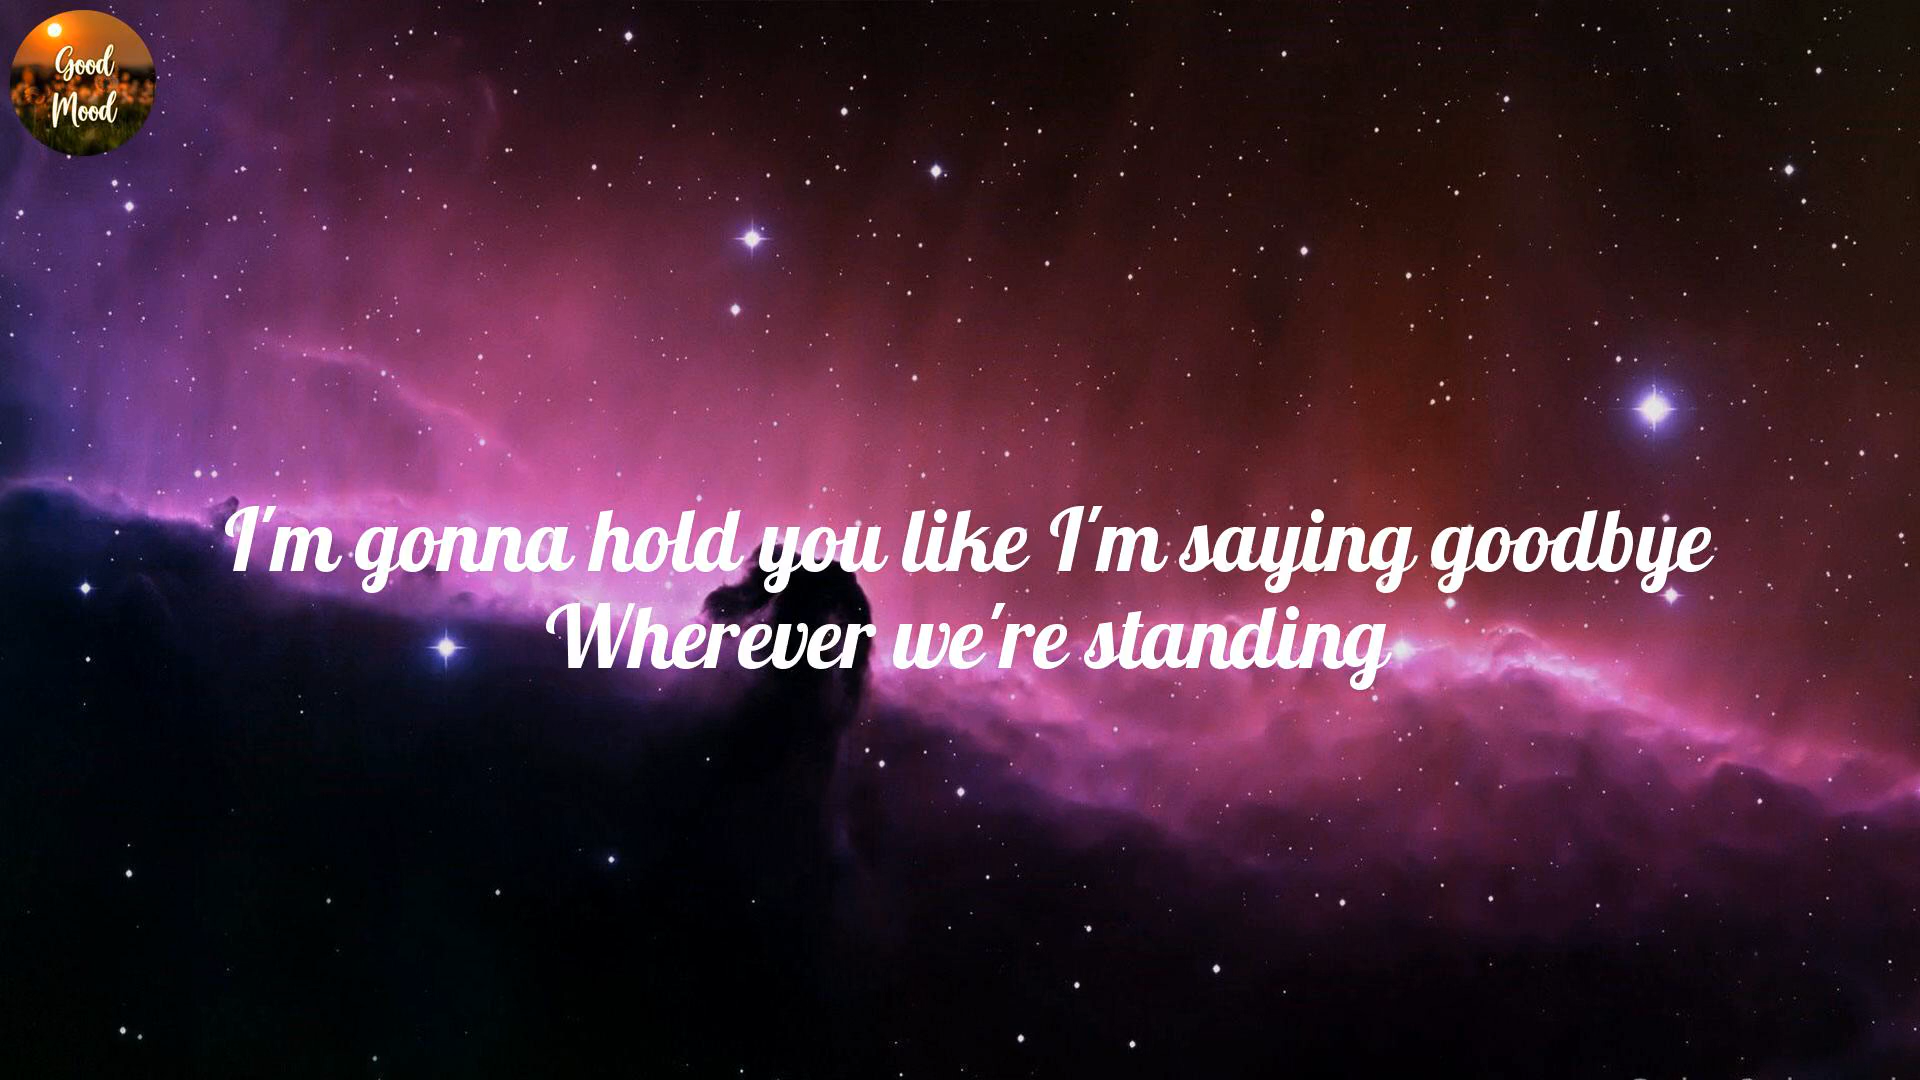 Good
Mood
I'm gonna hold you like I'm saying goodbye
Wherever we're standing